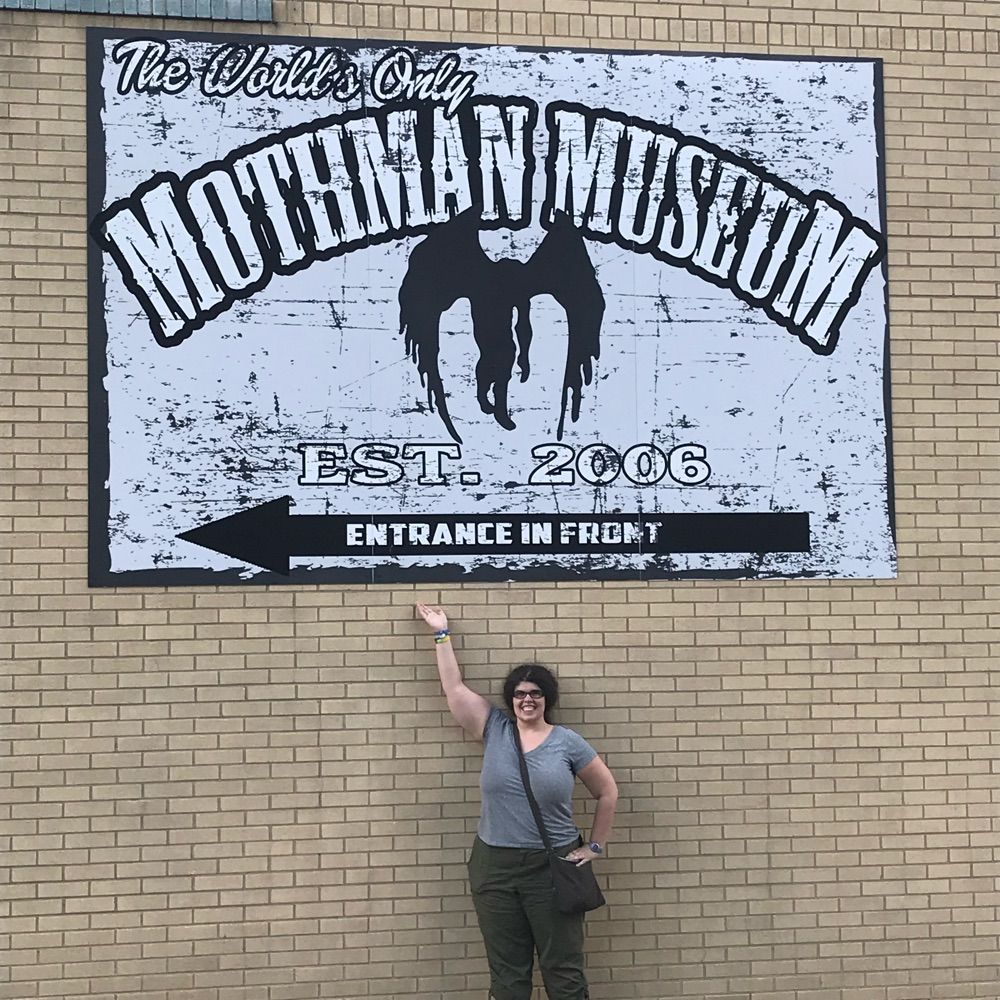 The World's Only
MOTHMAN MUSEUM
EST. 2006
ENTRANCE IN FRONT